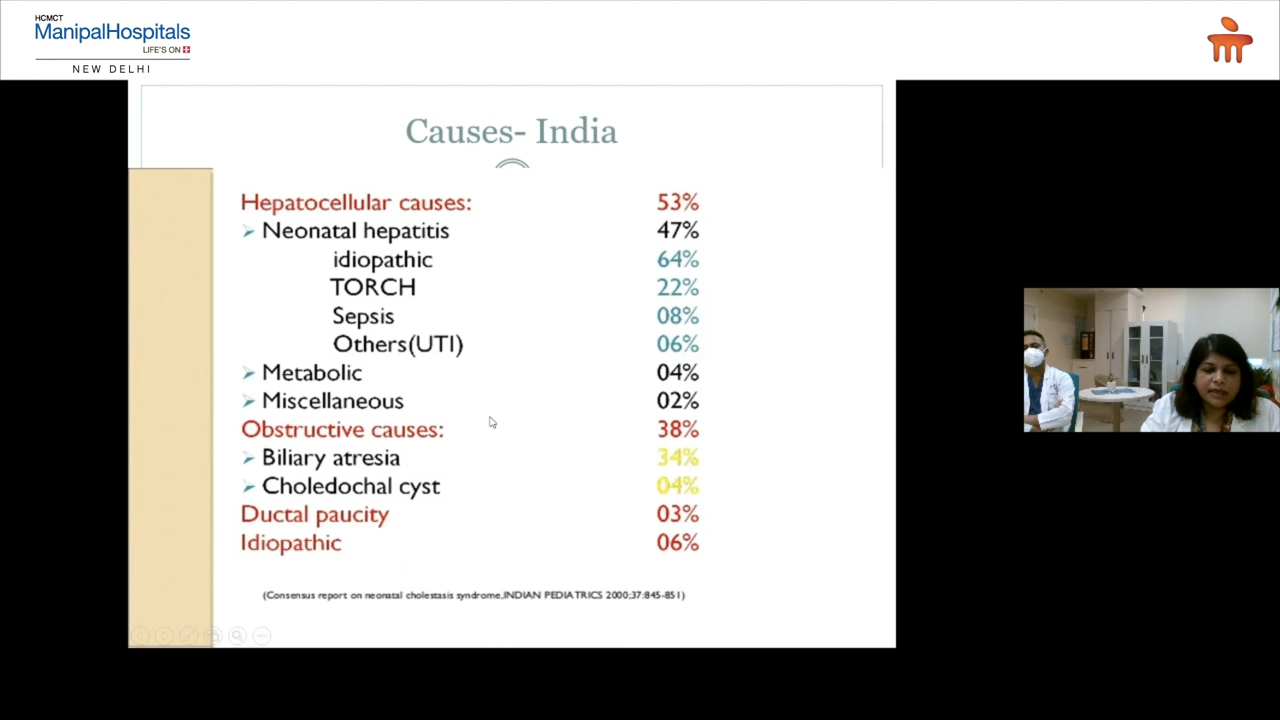 HCMCT
ManipalHospitals
LIFE'S ON
NEW DELHI
Causes- India
Hepatocellular causes: 53%
Neonatal hepatitis 47%
idiopathic 64%
TORCH 22%
Sepsis 08%
Others(UTI) 06%
Metabolic 04%
Miscellaneous 02%
Obstructive causes: 38%
Biliary atresia 34%
Choledochal cyst 04%
Ductal paucity 03%
Idiopathic 06%
(Consensus report on neonatal cholestasis syndrome,INDIAN PEDIATRICS 2000;37:845-851)